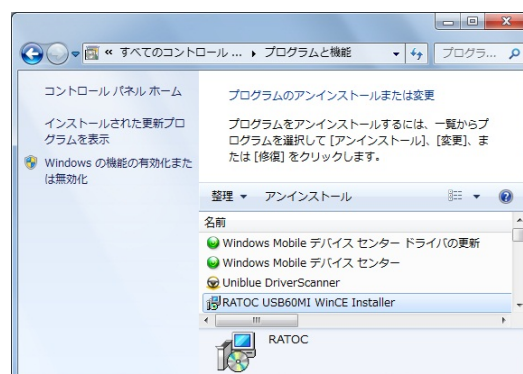 « すべてのコントロール ... ▸ プログラムと機能
プログラ...
コントロール パネル ホーム
インストールされた更新プロ
グラムを表示
Windows の機能の有効化また
は無効化
プログラムのアンインストールまたは変更
プログラムをアンインストールするには、一覧からプ
ログラムを選択して [アンインストール]、[変更]、ま
たは [修復] をクリックします。
整理 ▼ アンインストール
名前
Windows Mobile デバイス センター ドライバの更新
Windows Mobile デバイス センター
Uniblue DriverScanner
RATOC USB60MI WinCE Installer
RATOC